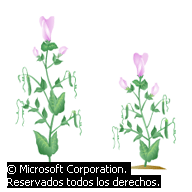 © Microsoft Corporation.
Reservados todos los derechos.